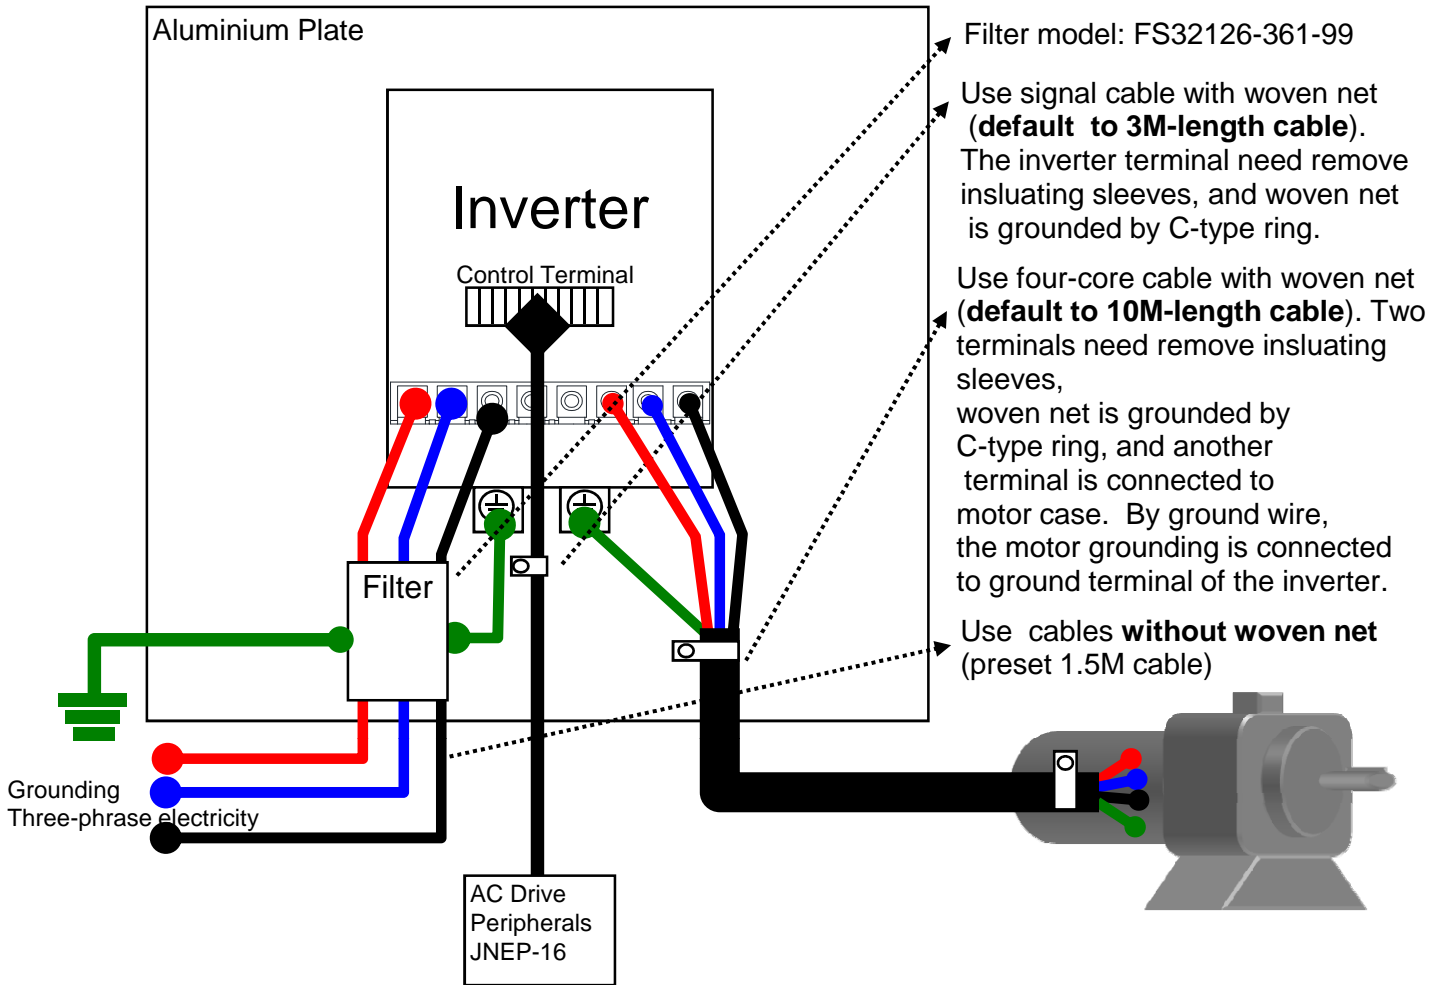 Aluminium Plate
Inverter
Control Terminal
Filter
Grounding
Three-phrase electricity
AC Drive
Peripherals
JNEP-16
Filter model: FS32126-361-99
Use signal cable with woven net
(default to 3M-length cable).
The inverter terminal need remove
insluating sleeves, and woven net
is grounded by C-type ring.
Use four-core cable with woven net
(default to 10M-length cable). Two
terminals need remove insluating
sleeves,
woven net is grounded by
C-type ring, and another
terminal is connected to
motor case. By ground wire,
the motor grounding is connected
to ground terminal of the inverter.
Use cables without woven net
(preset 1.5M cable)